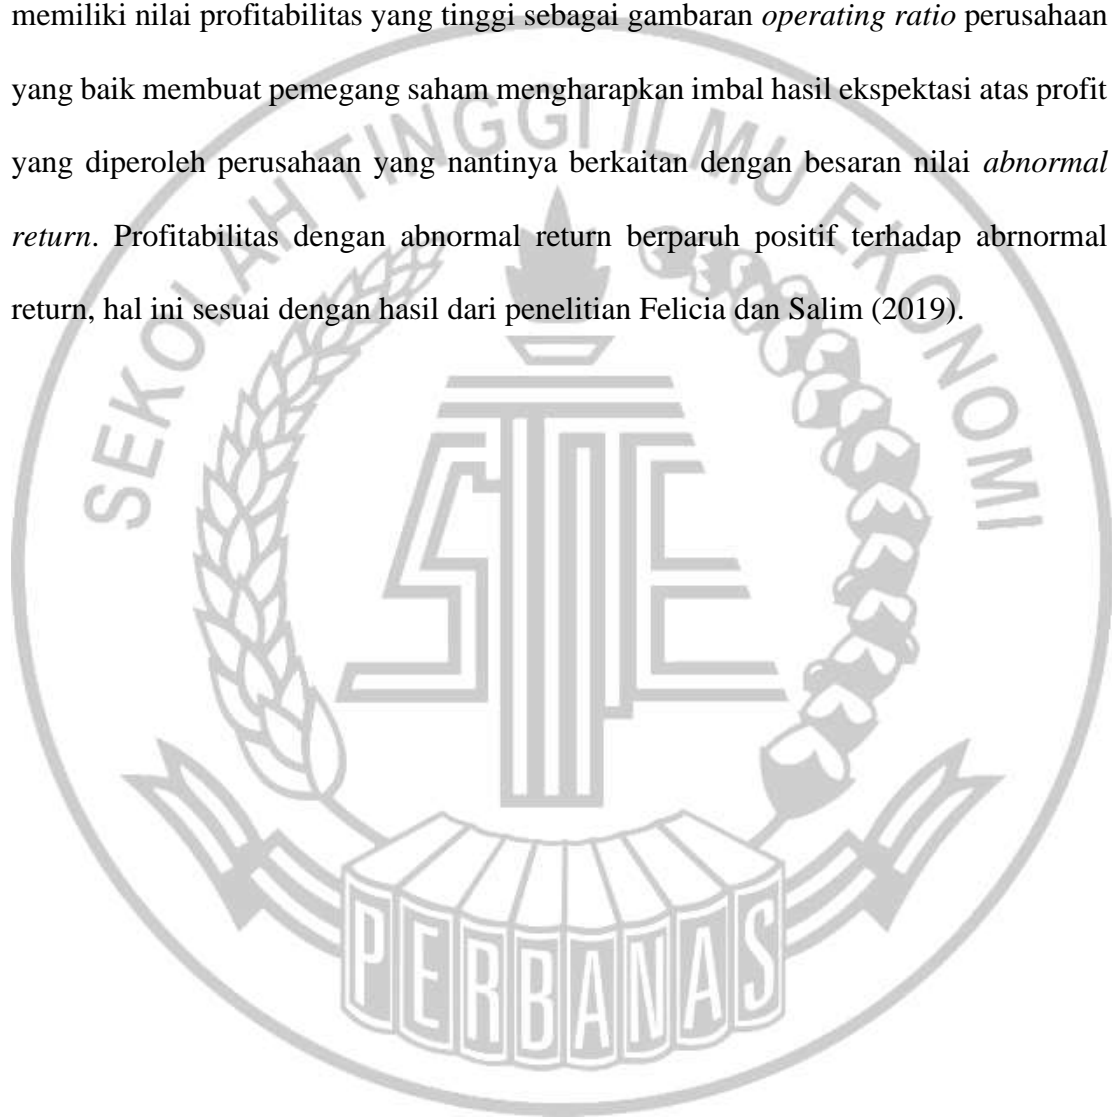 memiliki nilai profitabilitas yang tinggi sebagai gambaran operating ratio perusahaan
yang baik membuat pemegang saham mengharapkan imbal hasil ekspektasi atas profit
yang diperoleh perusahaan yang nantinya berkaitan dengan besaran nilai abnormal
return. Profitabilitas dengan abnormal return berparuh positif terhadap abrnormal
return, hal ini sesuai dengan hasil dari penelitian Felicia dan Salim (2019).
SEKOLAH TINGGI ILMU EKONOMI
STIE
PERBANAS